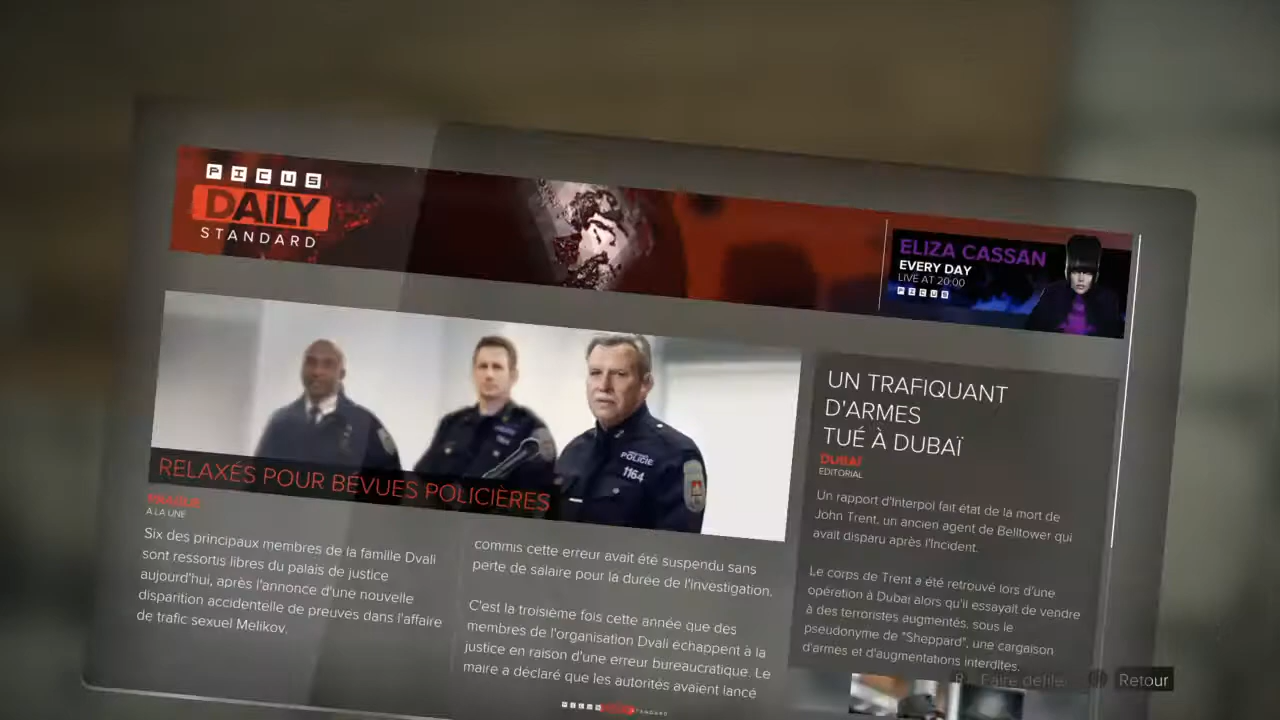 PICUS
DAILY
STANDARD
ELIZA CASSAN
EVERY DAY
LIVE AT 20:00
PICUS
POLICIE
1164
RELAXÉS POUR BÉVUES POLICIÈRES
PRAGUE
À LA UNE
Six des principaux membres de la famille Dvali
sont ressortis libres du palais de justice
aujourd'hui, après l'annonce d'une nouvelle
disparition accidentelle de preuves dans l'affaire
de trafic sexuel Melikov.
commis cette erreur avait été suspendu sans
perte de salaire pour la durée de l'investigation.
C'est la troisième fois cette année que des
membres de l'organisation Dvali échappent à la
justice en raison d'une erreur bureaucratique. Le
maire a déclaré que les autorités avaient lancé
UN TRAFIQUANT
D'ARMES
TUÉ À DUBAÏ
DUBAÏ
EDITORIAL
Un rapport d'Interpol fait état de la mort de
John Trent, un ancien agent de Belltower qui
avait disparu après l'Incident.
Le corps de Trent a été retrouvé lors d'une
opération à Dubaï alors qu'il essayait de vendre
à des terroristes augmentés, sous le
pseudonyme de "Sheppard", une cargaison
d'armes et d'augmentations interdites.
R Faire défiler
Retour
PICUS DAILY STANDARD